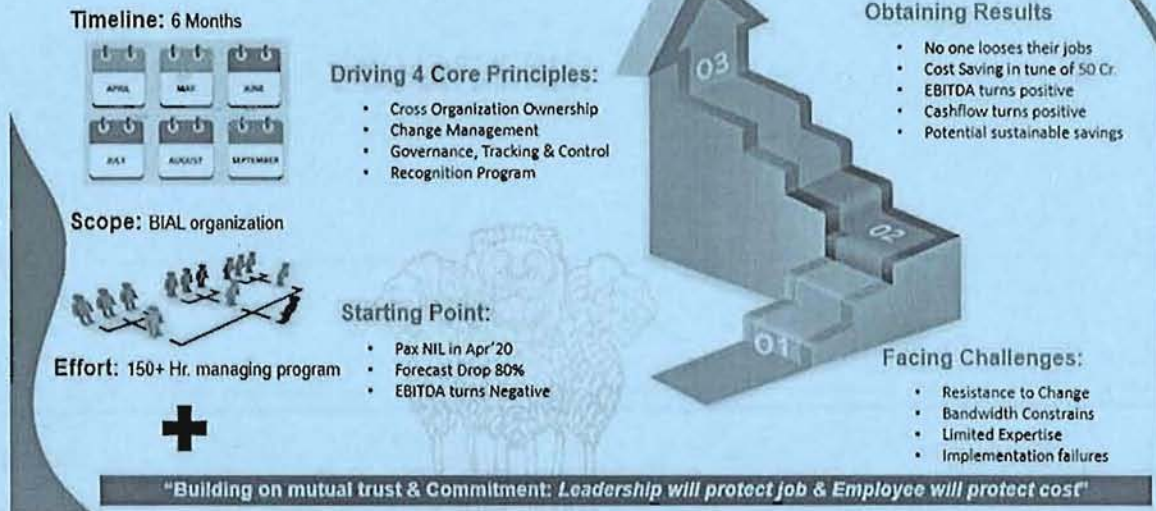 Timeline: 6 Months
APRIL
MAY
JUNE
JULY
AUGUST
SEPTEMBER
Scope: BIAL organization
Effort: 150+ Hr. managing program
Driving 4 Core Principles:
• Cross Organization Ownership
• Change Management
• Governance, Tracking & Control
• Recognition Program
Starting Point:
• Pax NIL in Apr'20
• Forecast Drop 80%
• EBITDA turns Negative
03
02
01
Obtaining Results
• No one looses their jobs
• Cost Saving in tune of 50 Cr.
• EBITDA turns positive
• Cashflow turns positive
• Potential sustainable savings
Facing Challenges:
• Resistance to Change
• Bandwidth Constrains
• Limited Expertise
• Implementation failures
"Building on mutual trust & Commitment: Leadership will protect job & Employee will protect cost"